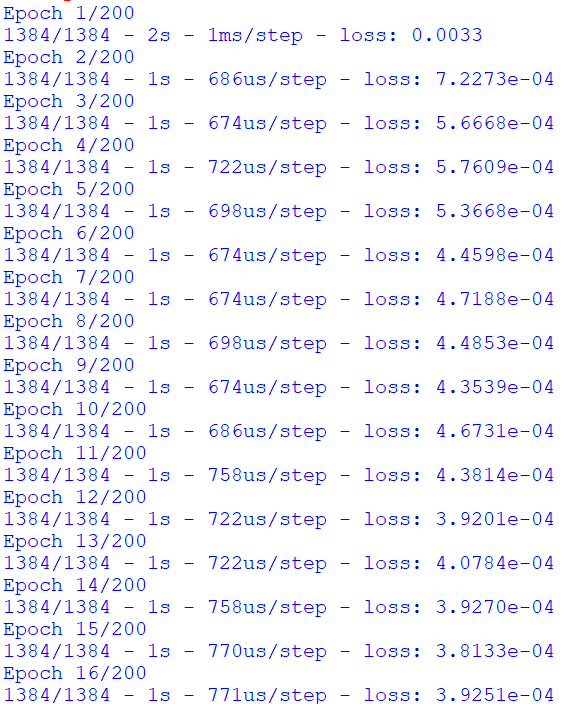 Epoch 1/200
1384/1384 - 2s - 1ms/step - loss: 0.0033
Epoch 2/200
1384/1384 - 1s - 686us/step - loss: 7.2273e-04
Epoch 3/200
1384/1384 - 1s - 674us/step - loss: 5.6668e-04
Epoch 4/200
1384/1384 - 1s - 722us/step - loss: 5.7609e-04
Epoch 5/200
1384/1384 - 1s - 698us/step - loss: 5.3668e-04
Epoch 6/200
1384/1384 - 1s - 674us/step - loss: 4.4598e-04
Epoch 7/200
1384/1384 - 1s - 674us/step - loss: 4.7188e-04
Epoch 8/200
1384/1384 - 1s - 698us/step - loss: 4.4853e-04
Epoch 9/200
1384/1384 - 1s - 674us/step - loss: 4.3539e-04
Epoch 10/200
1384/1384 - 1s - 686us/step - loss: 4.6731e-04
Epoch 11/200
1384/1384 - 1s - 758us/step - loss: 4.3814e-04
Epoch 12/200
1384/1384 - 1s - 722us/step - loss: 3.9201e-04
Epoch 13/200
1384/1384 - 1s - 722us/step - loss: 4.0784e-04
Epoch 14/200
1384/1384 - 1s - 758us/step - loss: 3.9270e-04
Epoch 15/200
1384/1384 - 1s - 770us/step - loss: 3.8133e-04
Epoch 16/200
1384/1384 - 1s - 771us/step - loss: 3.9251e-04